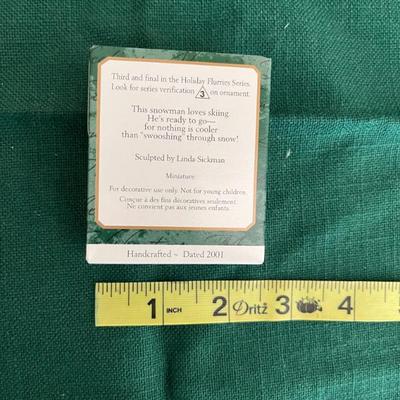 Third and final in the Holiday Flurries Series.
Look for series verification 3 on ornament.
This snowman loves skiing.
He's ready to go—
for nothing is cooler
than "swooshing" through snow!
Sculpted by Linda Sickman
Miniature
For decorative use only. Not for young children.
Conçue à des fins décoratives seulement.
Ne convient pas aux jeunes enfants.
Handcrafted ~ Dated 2001
1 INCH 2 Dritz 3 4